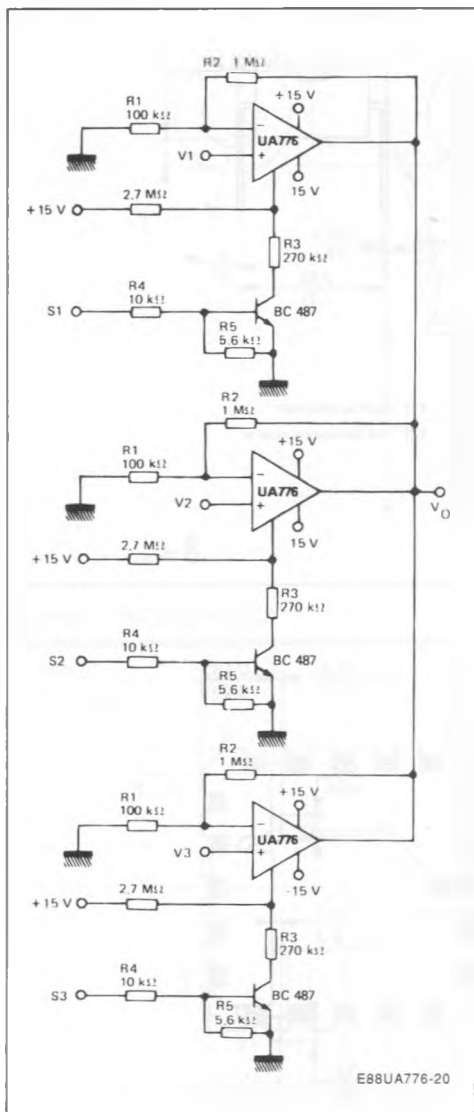 R2 1 MΩ
+15 V
R1
100 kΩ
UA776
V1
15 V
2,7 MΩ
+15 V
R3
270 kΩ
R4
10 kΩ
S1
BC 487
R5
5,6 kΩ
R2
1 MΩ
+15 V
R1
100 kΩ
UA776
V2
VO
15 V
2,7 MΩ
+15 V
R3
270 kΩ
R4
10 kΩ
S2
BC 487
R5
5,6 kΩ
R2
1 MΩ
+15 V
R1
100 kΩ
UA776
V3
-15 V
2,7 MΩ
+15 V
R3
270 kΩ
R4
10 kΩ
S3
BC 487
R5
5,6 kΩ
E88UA776-20